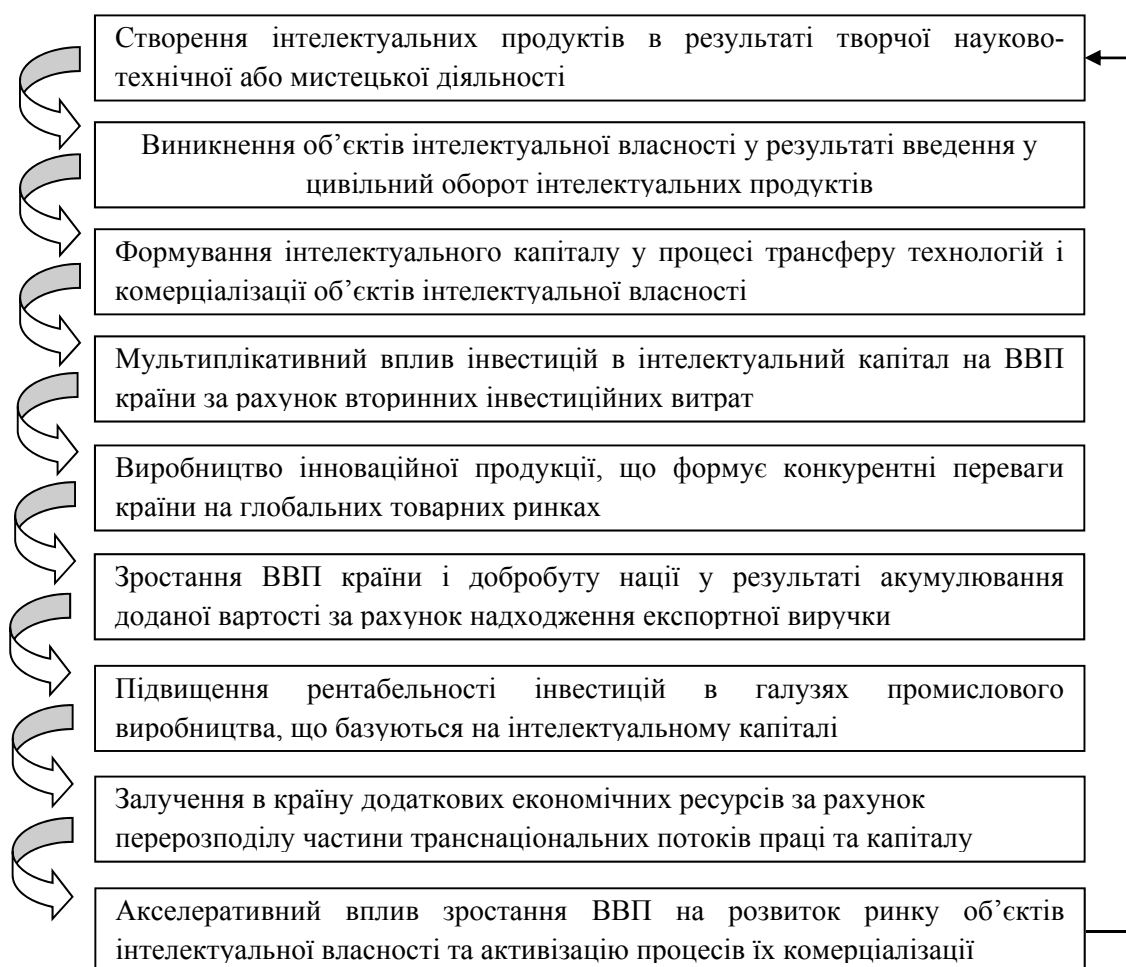 Створення інтелектуальних продуктів в результаті творчої науково-
технічної або мистецької діяльності
Виникнення об’єктів інтелектуальної власності у результаті введення у
цивільний оборот інтелектуальних продуктів
Формування інтелектуального капіталу у процесі трансферу технологій і
комерціалізації об’єктів інтелектуальної власності
Мультиплікативний вплив інвестицій в інтелектуальний капітал на ВВП
країни за рахунок вторинних інвестиційних витрат
Виробництво інноваційної продукції, що формує конкурентні переваги
країни на глобальних товарних ринках
Зростання ВВП країни і добробуту нації у результаті акумулювання
доданої вартості за рахунок надходження експортної виручки
Підвищення рентабельності інвестицій в галузях промислового
виробництва, що базуються на інтелектуальному капіталі
Залучення в країну додаткових економічних ресурсів за рахунок
перерозподілу частини транснаціональних потоків праці та капіталу
Акселеративний вплив зростання ВВП на розвиток ринку об’єктів
інтелектуальної власності та активізацію процесів їх комерціалізації